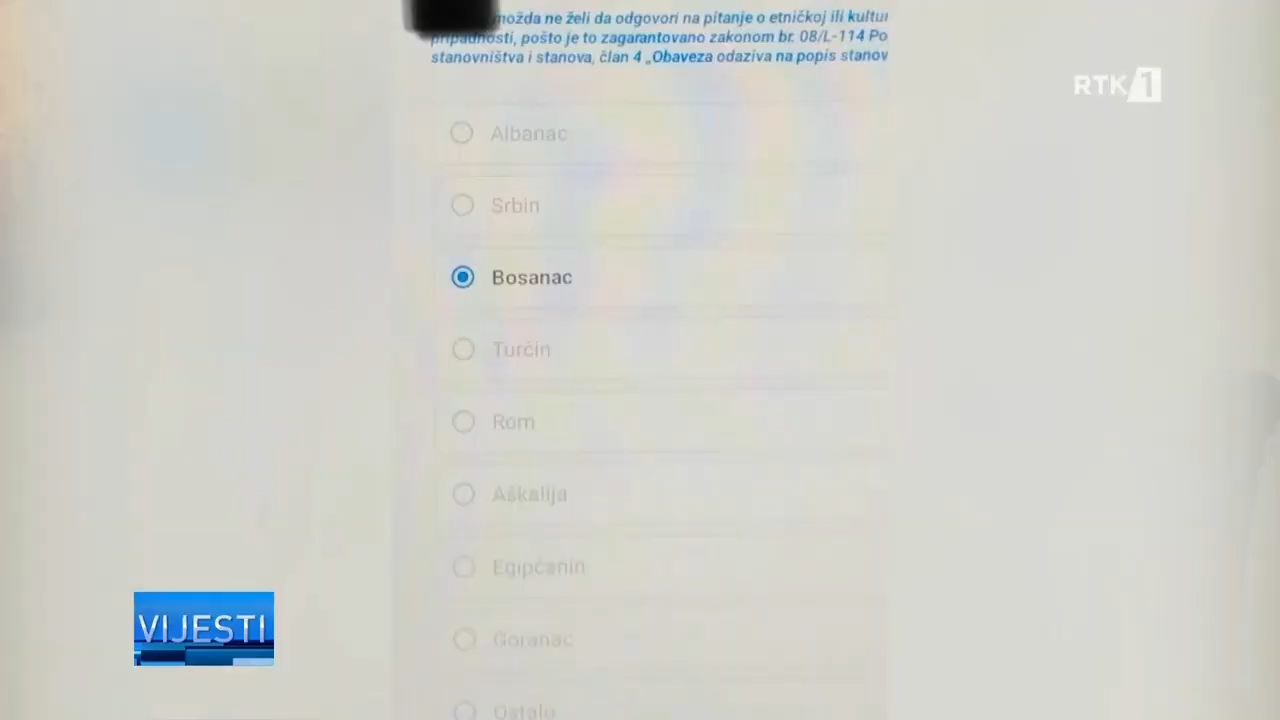 možda ne želi da odgovori na pitanje o etničkoj ili kultur
pripadnosti, pošto je to zagarantovano zakonom br. 08/L-114 Po
stanovništva i stanova, član 4 „Obaveza odaziva na popis stanov
RTK 1
Albanac
Srbin
Bosanac
Turčin
Rom
Aškalija
Egipćanin
VIJESTI
Goranac
Ostalo